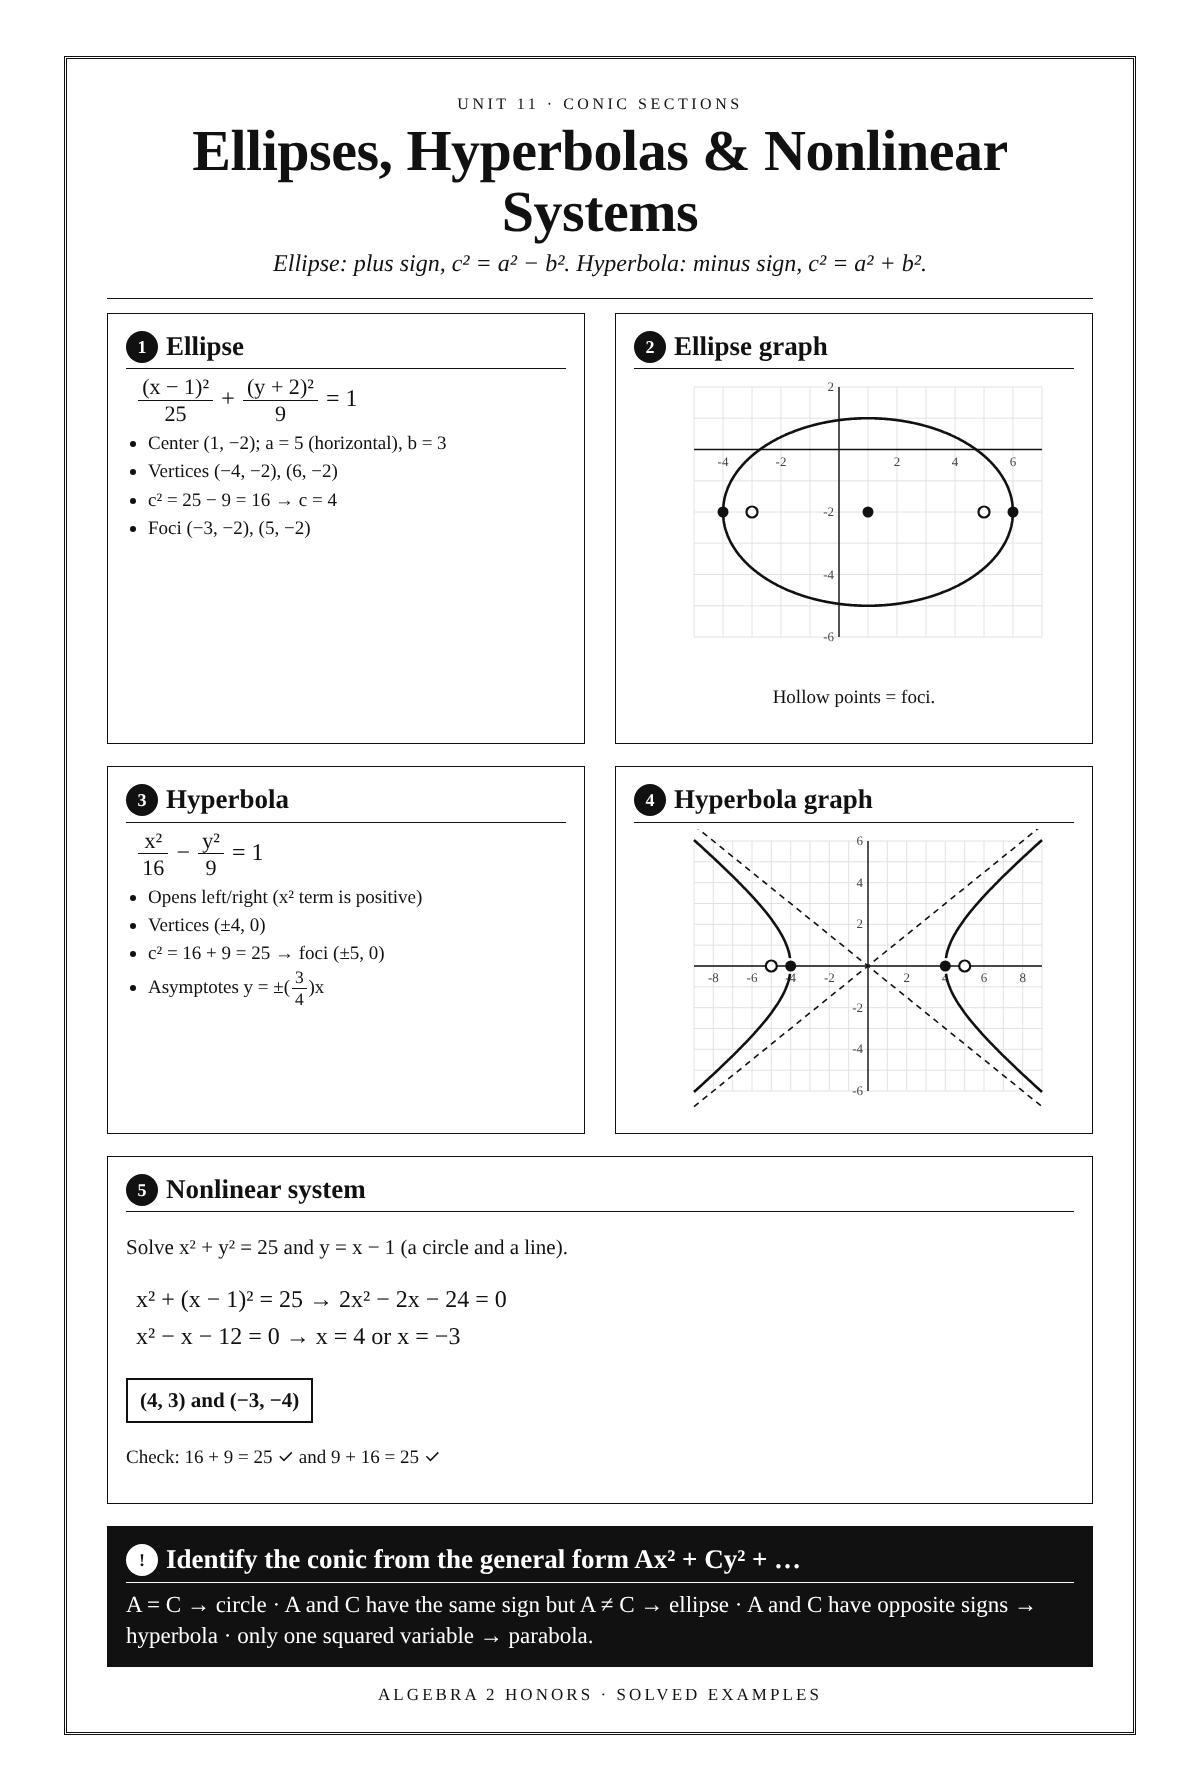 UNIT 11 · CONIC SECTIONS
Ellipses, Hyperbolas & Nonlinear
Systems
Ellipse: plus sign, c² = a² − b². Hyperbola: minus sign, c² = a² + b².
1 Ellipse
(x − 1)²/25 + (y + 2)²/9 = 1
• Center (1, −2); a = 5 (horizontal), b = 3
• Vertices (−4, −2), (6, −2)
• c² = 25 − 9 = 16 → c = 4
• Foci (−3, −2), (5, −2)
2 Ellipse graph
2
-4 -2 2 4 6
-2
-4
-6
Hollow points = foci.
3 Hyperbola
x²/16 − y²/9 = 1
• Opens left/right (x² term is positive)
• Vertices (±4, 0)
• c² = 16 + 9 = 25 → foci (±5, 0)
• Asymptotes y = ±(3/4)x
4 Hyperbola graph
6
4
2
-8 -6 -4 -2 2 4 6 8
-2
-4
-6
5 Nonlinear system
Solve x² + y² = 25 and y = x − 1 (a circle and a line).
x² + (x − 1)² = 25 → 2x² − 2x − 24 = 0
x² − x − 12 = 0 → x = 4 or x = −3
(4, 3) and (−3, −4)
Check: 16 + 9 = 25 ✓ and 9 + 16 = 25 ✓
! Identify the conic from the general form Ax² + Cy² + …
A = C → circle · A and C have the same sign but A ≠ C → ellipse · A and C have opposite signs →
hyperbola · only one squared variable → parabola.
ALGEBRA 2 HONORS · SOLVED EXAMPLES